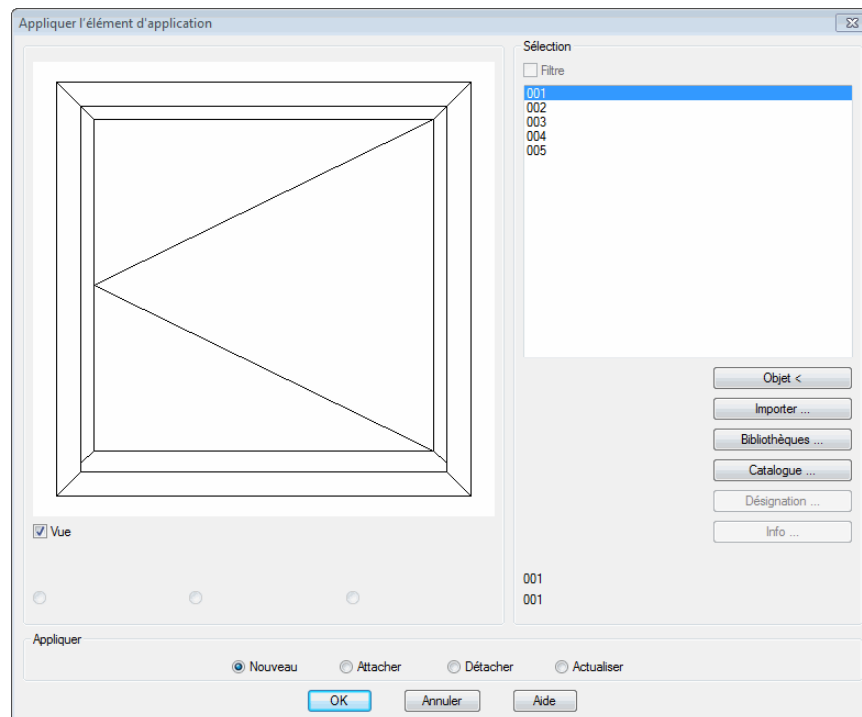 Appliquer l'élément d'application
Sélection
Filtre
001
002
003
004
005
Objet <
Importer ...
Bibliothèques ...
Catalogue ...
Désignation ...
Info ...
Vue
001
001
Appliquer
Nouveau
Attacher
Détacher
Actualiser
OK
Annuler
Aide